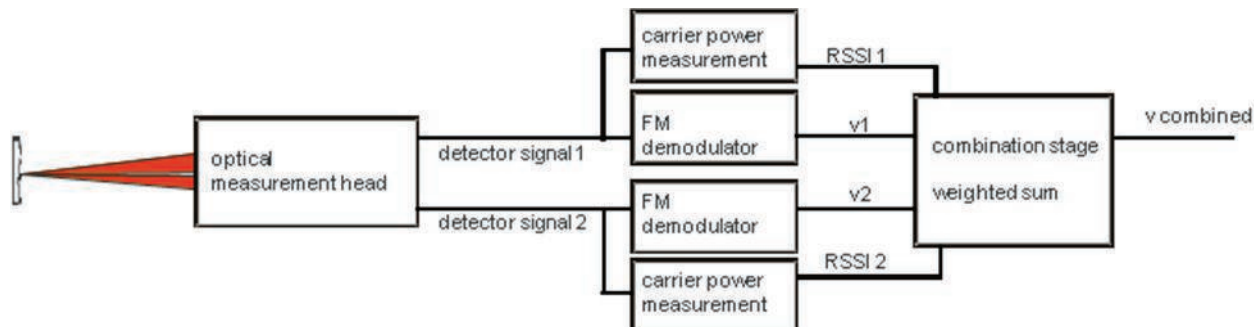 carrier power
measurement
RSSI 1
FM
demodulator
v1
optical
measurement head
detector signal 1
detector signal 2
combination stage
weighted sum
v combined
FM
demodulator
v2
carrier power
measurement
RSSI 2